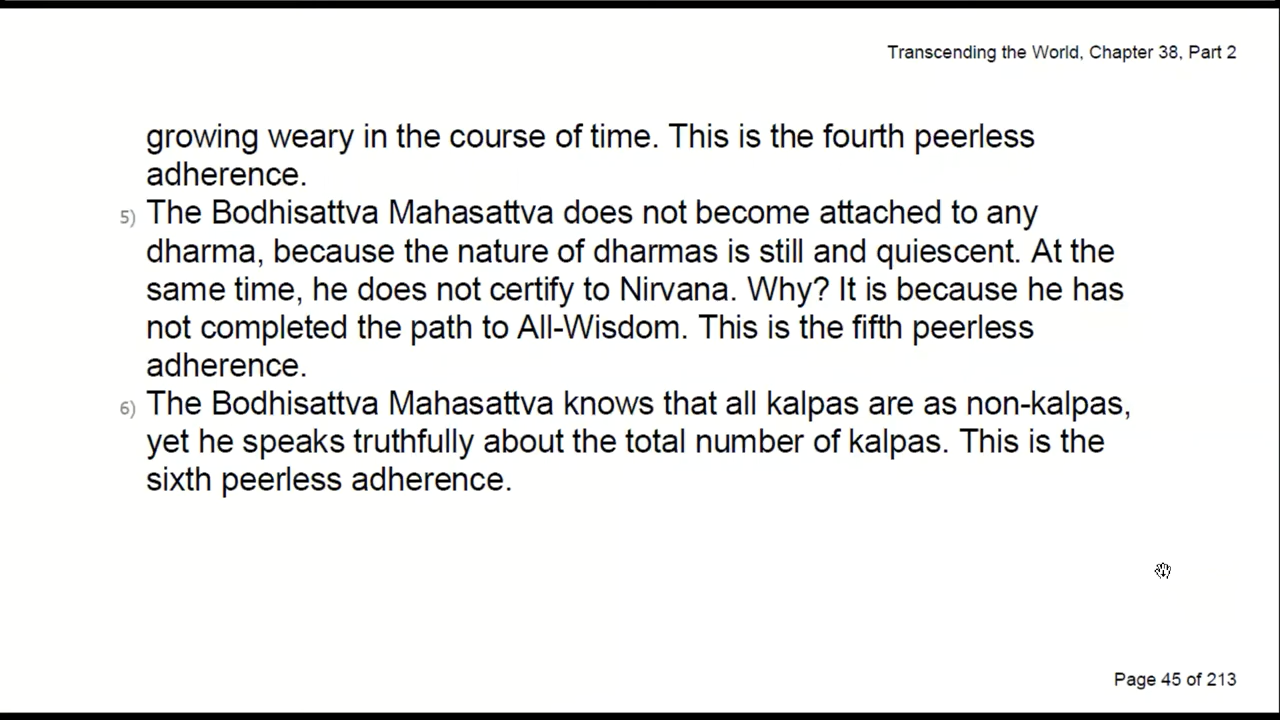 Transcending the World, Chapter 38, Part 2
growing weary in the course of time. This is the fourth peerless
adherence.
5) The Bodhisattva Mahasattva does not become attached to any
dharma, because the nature of dharmas is still and quiescent. At the
same time, he does not certify to Nirvana. Why? It is because he has
not completed the path to All-Wisdom. This is the fifth peerless
adherence.
6) The Bodhisattva Mahasattva knows that all kalpas are as non-kalpas,
yet he speaks truthfully about the total number of kalpas. This is the
sixth peerless adherence.
Page 45 of 213